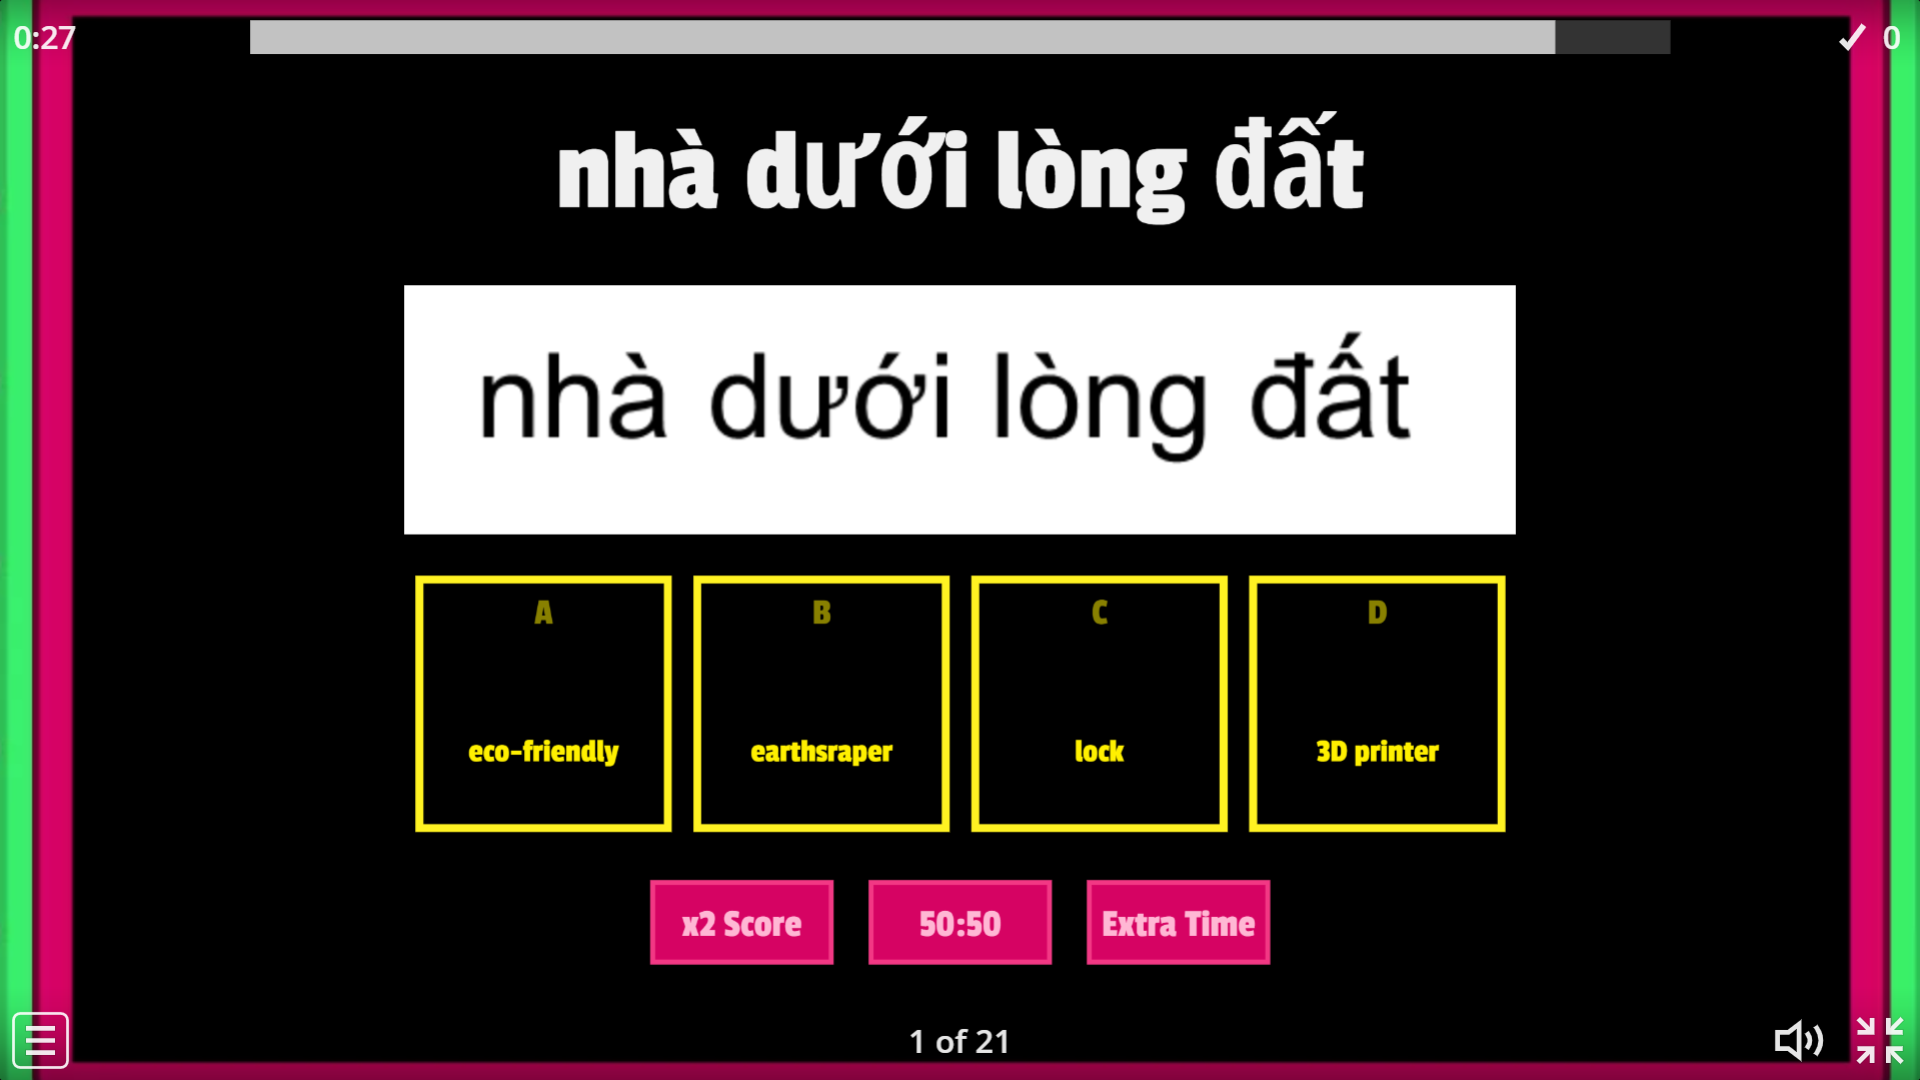 0:27
0
nhà dưới lòng đất
nhà dưới lòng đất
A
eco-friendly
B
earthsraper
C
lock
D
3D printer
x2 Score
50:50
Extra Time
1 of 21